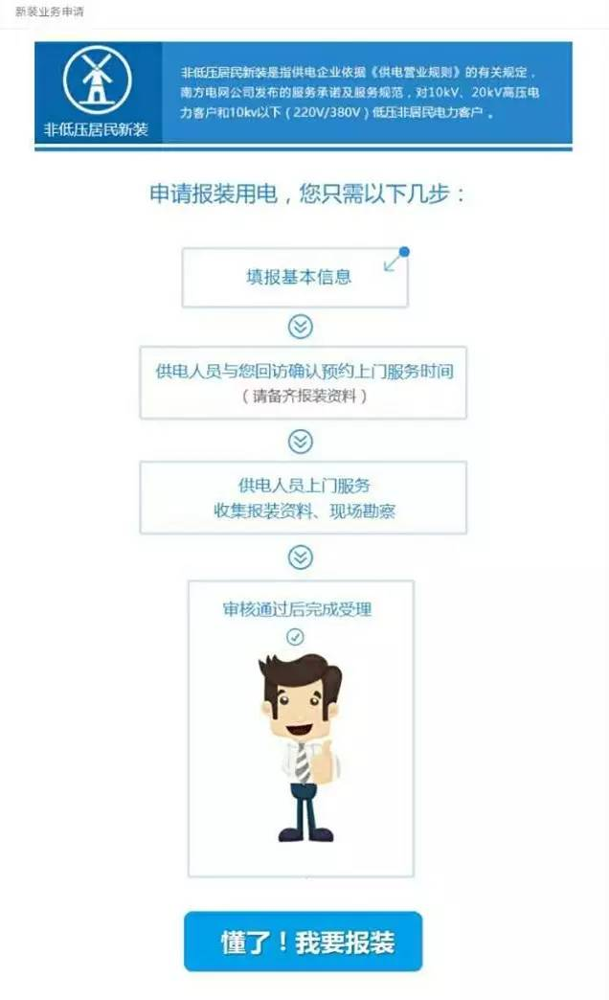 新装业务申请
非低压居民新装
非低压居民新装是指供电企业依据《供电营业规则》的有关规定，
南方电网公司发布的服务承诺及服务规范，对10kV、20kV高压电
力客户和10kv以下（220V/380V）低压非居民电力客户 。
申请报装用电，您只需以下几步：
填报基本信息
供电人员与您回访确认预约上门服务时间
（请备齐报装资料）
供电人员上门服务
收集报装资料、现场勘察
审核通过后完成受理
懂了！我要报装